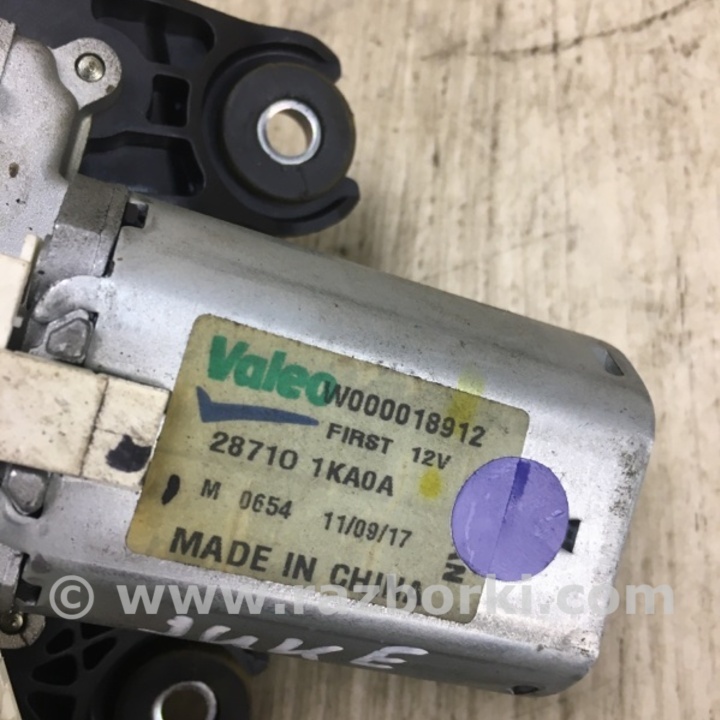 Valeo W000018912
FIRST 12V
28710 1KA0A
M 0654 11/09/17
MADE IN CHINA
© www.razborki.com
JUKE